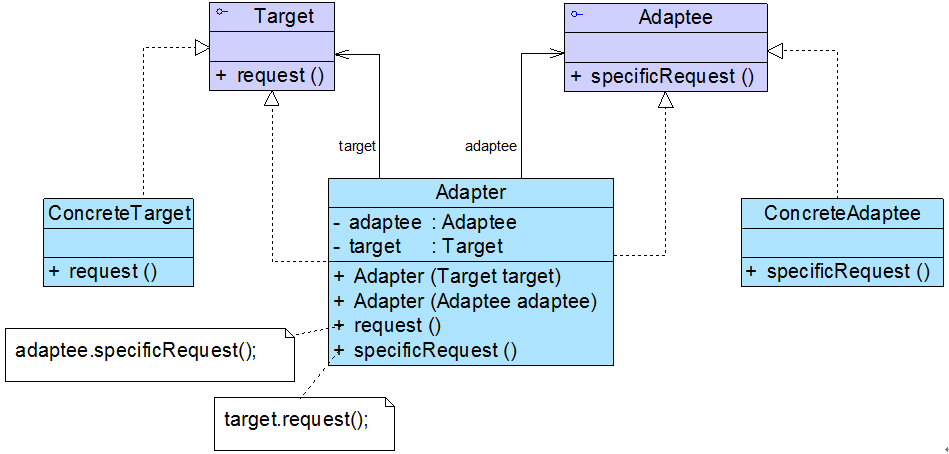 Target
+ request ()
Adaptee
+ specificRequest ()
target
adaptee
ConcreteTarget
+ request ()
Adapter
- adaptee : Adaptee
- target : Target
+ Adapter (Target target)
+ Adapter (Adaptee adaptee)
+ request ()
+ specificRequest ()
ConcreteAdaptee
+ specificRequest ()
adaptee.specificRequest();
target.request();